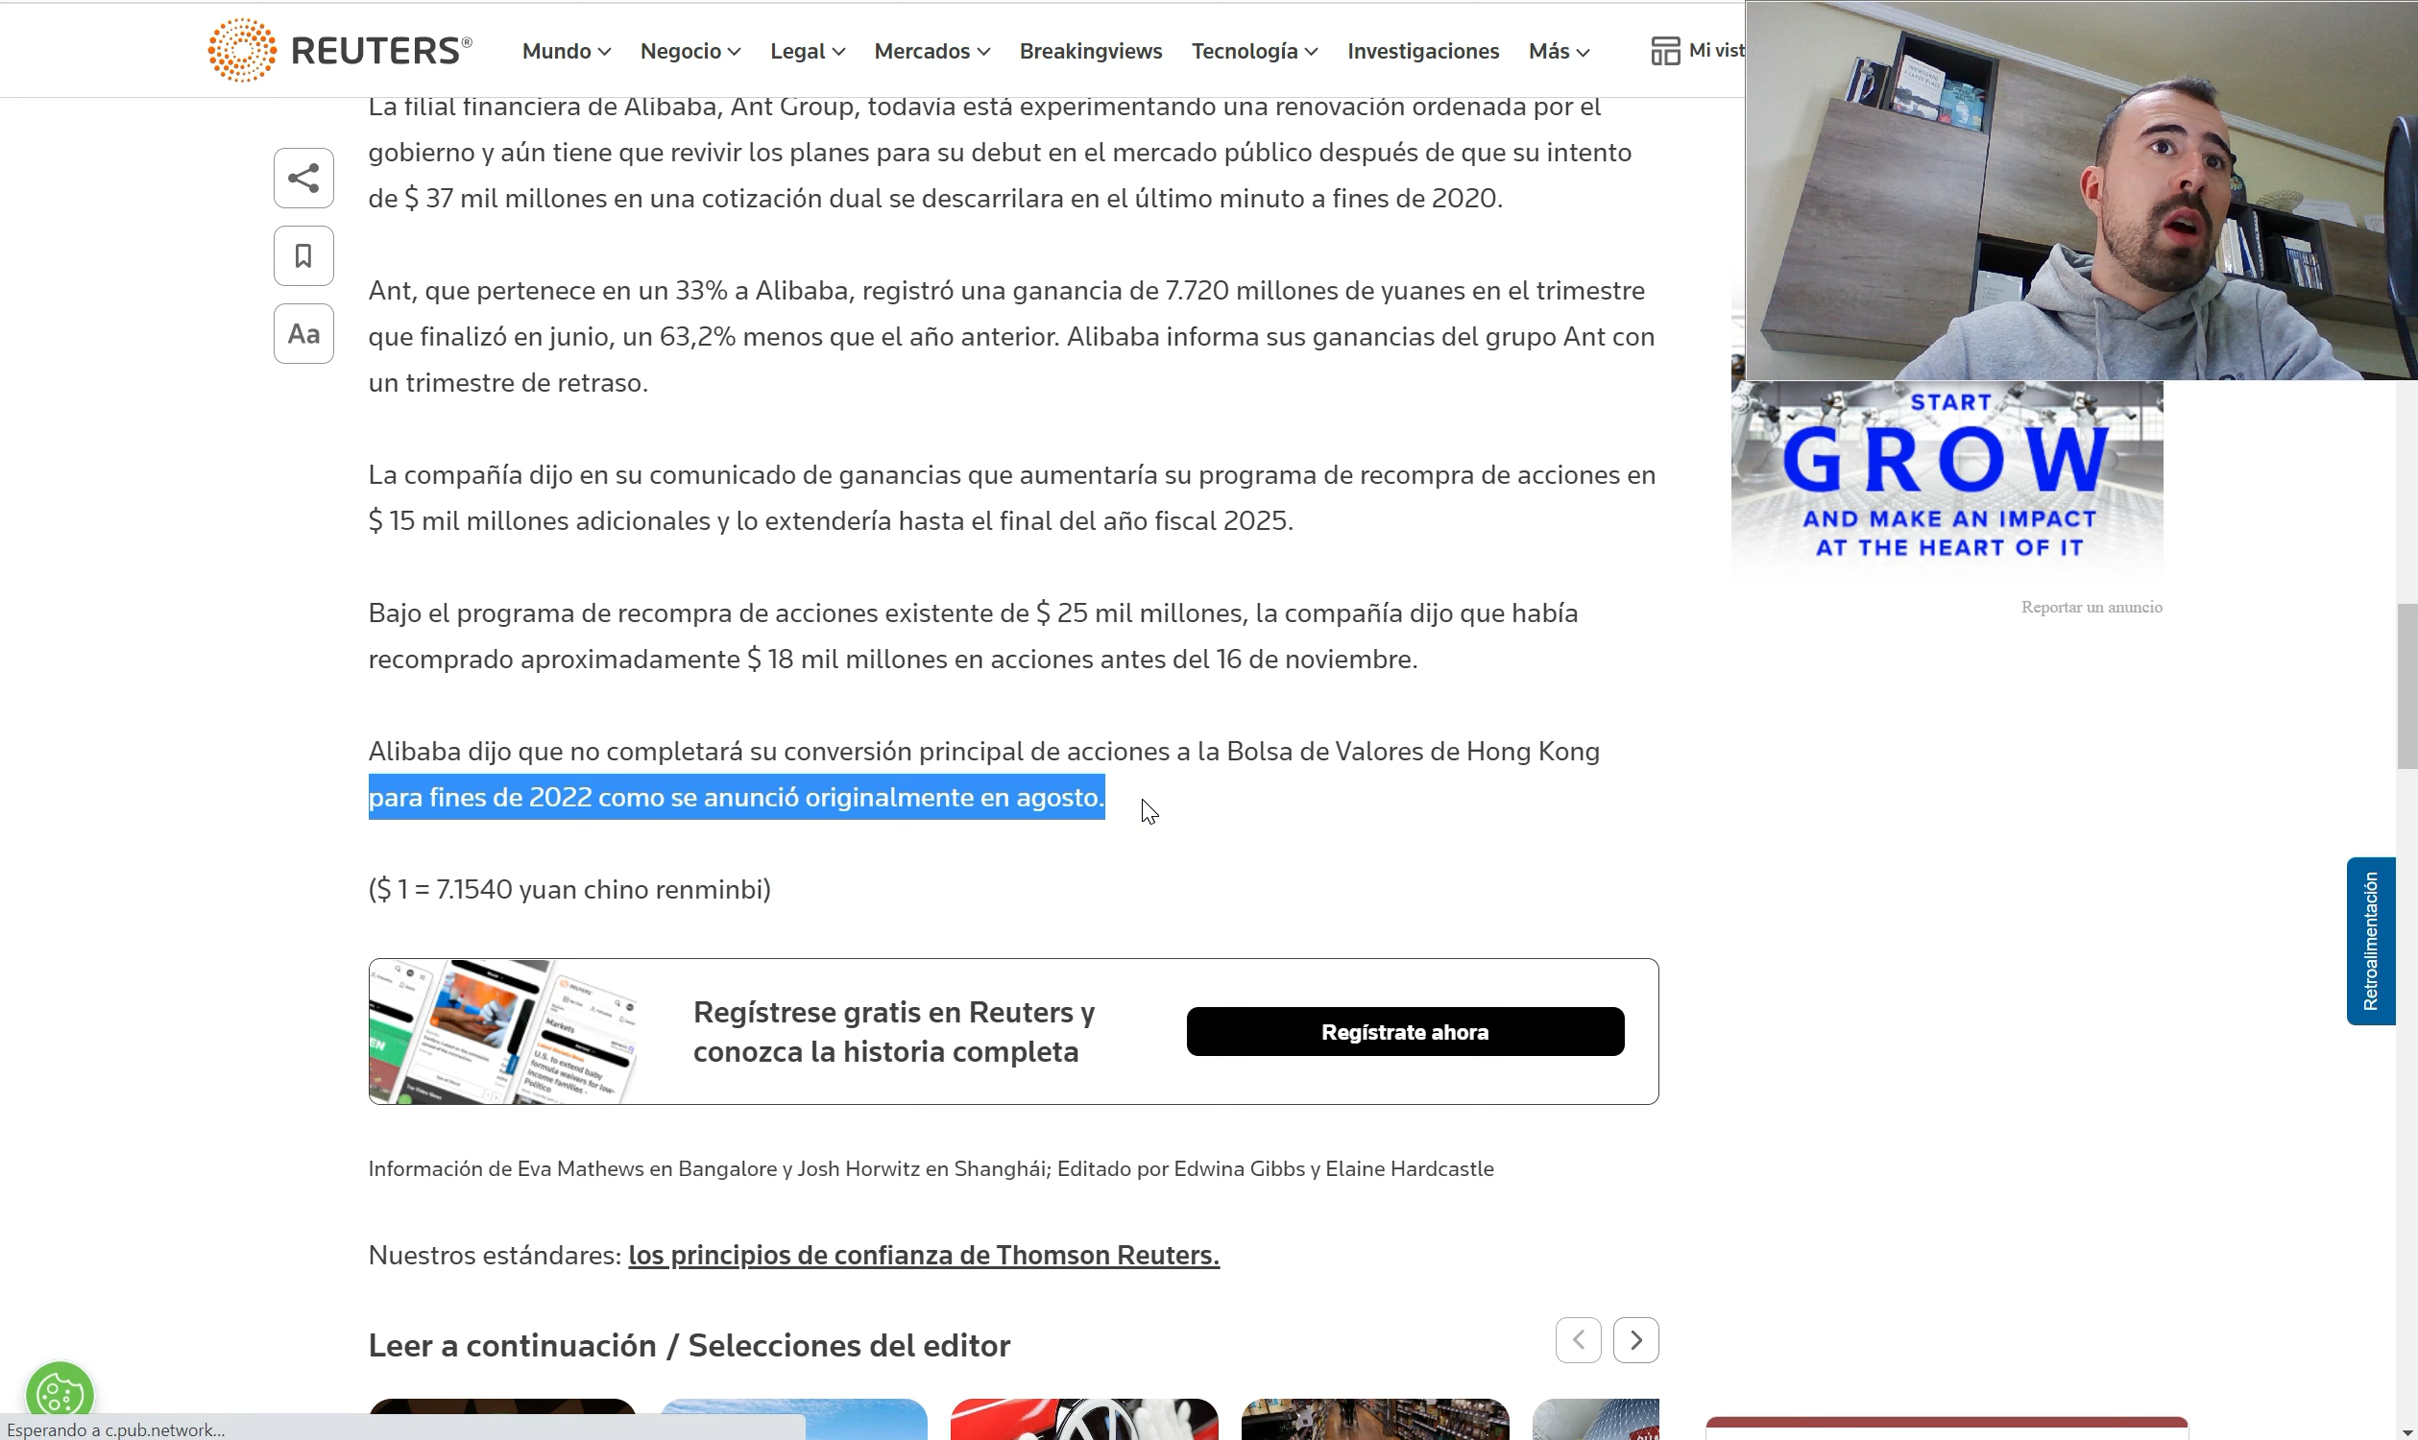 REUTERS®
Mundo
Negocio
Legal
Mercados
Breakingviews
Tecnología
Investigaciones
Más
Mi vist
La filial financiera de Alibaba, Ant Group, todavía está experimentando una renovación ordenada por el
gobierno y aún tiene que revivir los planes para su debut en el mercado público después de que su intento
de $ 37 mil millones en una cotización dual se descarrilara en el último minuto a fines de 2020.
Aa
Ant, que pertenece en un 33% a Alibaba, registró una ganancia de 7.720 millones de yuanes en el trimestre
que finalizó en junio, un 63,2% menos que el año anterior. Alibaba informa sus ganancias del grupo Ant con
un trimestre de retraso.
START
GROW
AND MAKE AN IMPACT
AT THE HEART OF IT
Reportar un anuncio
La compañía dijo en su comunicado de ganancias que aumentaría su programa de recompra de acciones en
$ 15 mil millones adicionales y lo extendería hasta el final del año fiscal 2025.
Bajo el programa de recompra de acciones existente de $ 25 mil millones, la compañía dijo que había
recomprado aproximadamente $ 18 mil millones en acciones antes del 16 de noviembre.
Alibaba dijo que no completará su conversión principal de acciones a la Bolsa de Valores de Hong Kong
para fines de 2022 como se anunció originalmente en agosto.
($ 1 = 7.1540 yuan chino renminbi)
Retroalimentación
Markets
U.S. to extend baby
formula waivers for low-
income families -
Politico
Regístrese gratis en Reuters y
conozca la historia completa
Regístrate ahora
Información de Eva Mathews en Bangalore y Josh Horwitz en Shanghái; Editado por Edwina Gibbs y Elaine Hardcastle
Nuestros estándares: los principios de confianza de Thomson Reuters.
Leer a continuación / Selecciones del editor
Esperando a c.pub.network...